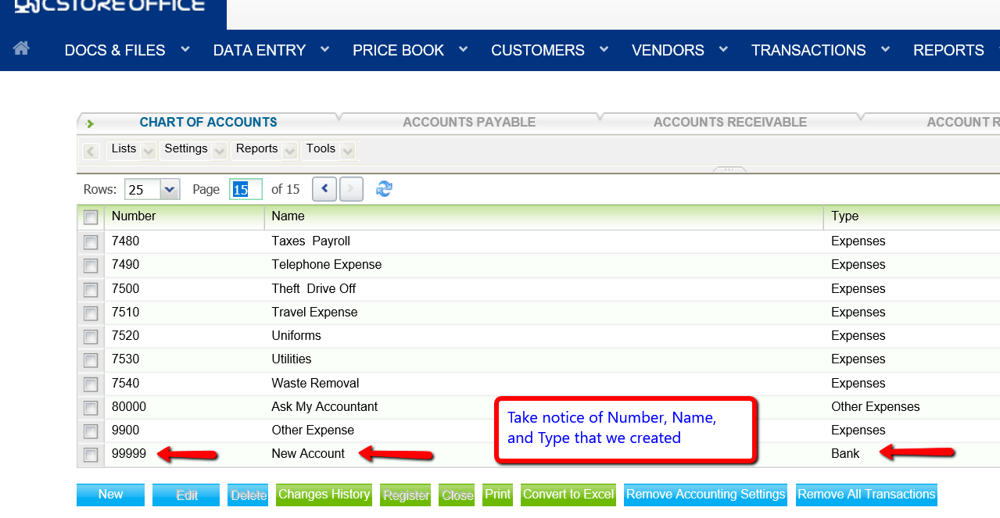 CSTOREOFFICE
DOCS & FILES DATA ENTRY PRICE BOOK CUSTOMERS VENDORS TRANSACTIONS REPORTS
CHART OF ACCOUNTS ACCOUNTS PAYABLE ACCOUNTS RECEIVABLE ACCOUNT R
Lists Settings Reports Tools
Rows: 25 Page 15 of 15
Number Name Type
7480 Taxes Payroll Expenses
7490 Telephone Expense Expenses
7500 Theft Drive Off Expenses
7510 Travel Expense Expenses
7520 Uniforms Expenses
7530 Utilities Expenses
7540 Waste Removal Expenses
80000 Ask My Accountant Other Expenses
9900 Other Expense Expenses
99999 New Account Bank
Take notice of Number, Name,
and Type that we created
New Edit Delete Changes History Register Close Print Convert to Excel Remove Accounting Settings Remove All Transactions